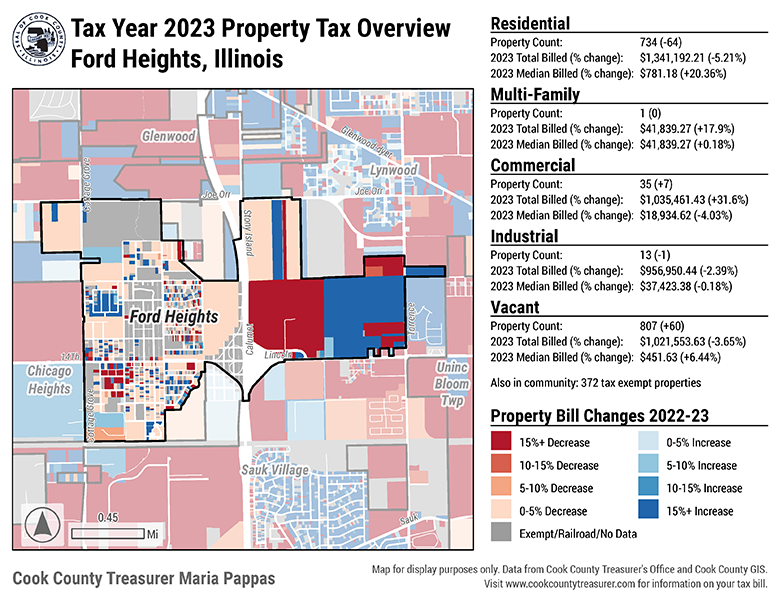 SEAL OF COOK COUNTY
ILLINOIS
Tax Year 2023 Property Tax Overview
Ford Heights, Illinois
Glenwood
Glenwood dyer
Lynwood
Cottage Grove
Joe Orr
Joe Orr
Stony Island
Ford Heights
Torrence
Calumet
Lincoln
14Th
Chicago
Heights
Uninc
Bloom
Twp
Cottage Grove
Sauk Village
Sauk
0.45
Mi
Residential
Property Count: 734 (-64)
2023 Total Billed (% change): $1,341,192.21 (-5.21%)
2023 Median Billed (% change): $781.18 (+20.36%)
Multi-Family
Property Count: 1 (0)
2023 Total Billed (% change): $41,839.27 (+17.9%)
2023 Median Billed (% change): $41,839.27 (+0.18%)
Commercial
Property Count: 35 (+7)
2023 Total Billed (% change): $1,035,461.43 (+31.6%)
2023 Median Billed (% change): $18,934.62 (-4.03%)
Industrial
Property Count: 13 (-1)
2023 Total Billed (% change): $956,950.44 (-2.39%)
2023 Median Billed (% change): $37,423.38 (-0.18%)
Vacant
Property Count: 807 (+60)
2023 Total Billed (% change): $1,021,553.63 (-3.65%)
2023 Median Billed (% change): $451.63 (+6.44%)
Also in community: 372 tax exempt properties
Property Bill Changes 2022-23
15%+ Decrease
10-15% Decrease
5-10% Decrease
0-5% Decrease
Exempt/Railroad/No Data
0-5% Increase
5-10% Increase
10-15% Increase
15%+ Increase
Cook County Treasurer Maria Pappas
Map for display purposes only. Data from Cook County Treasurer's Office and Cook County GIS.
Visit www.cookcountytreasurer.com for information on your tax bill.